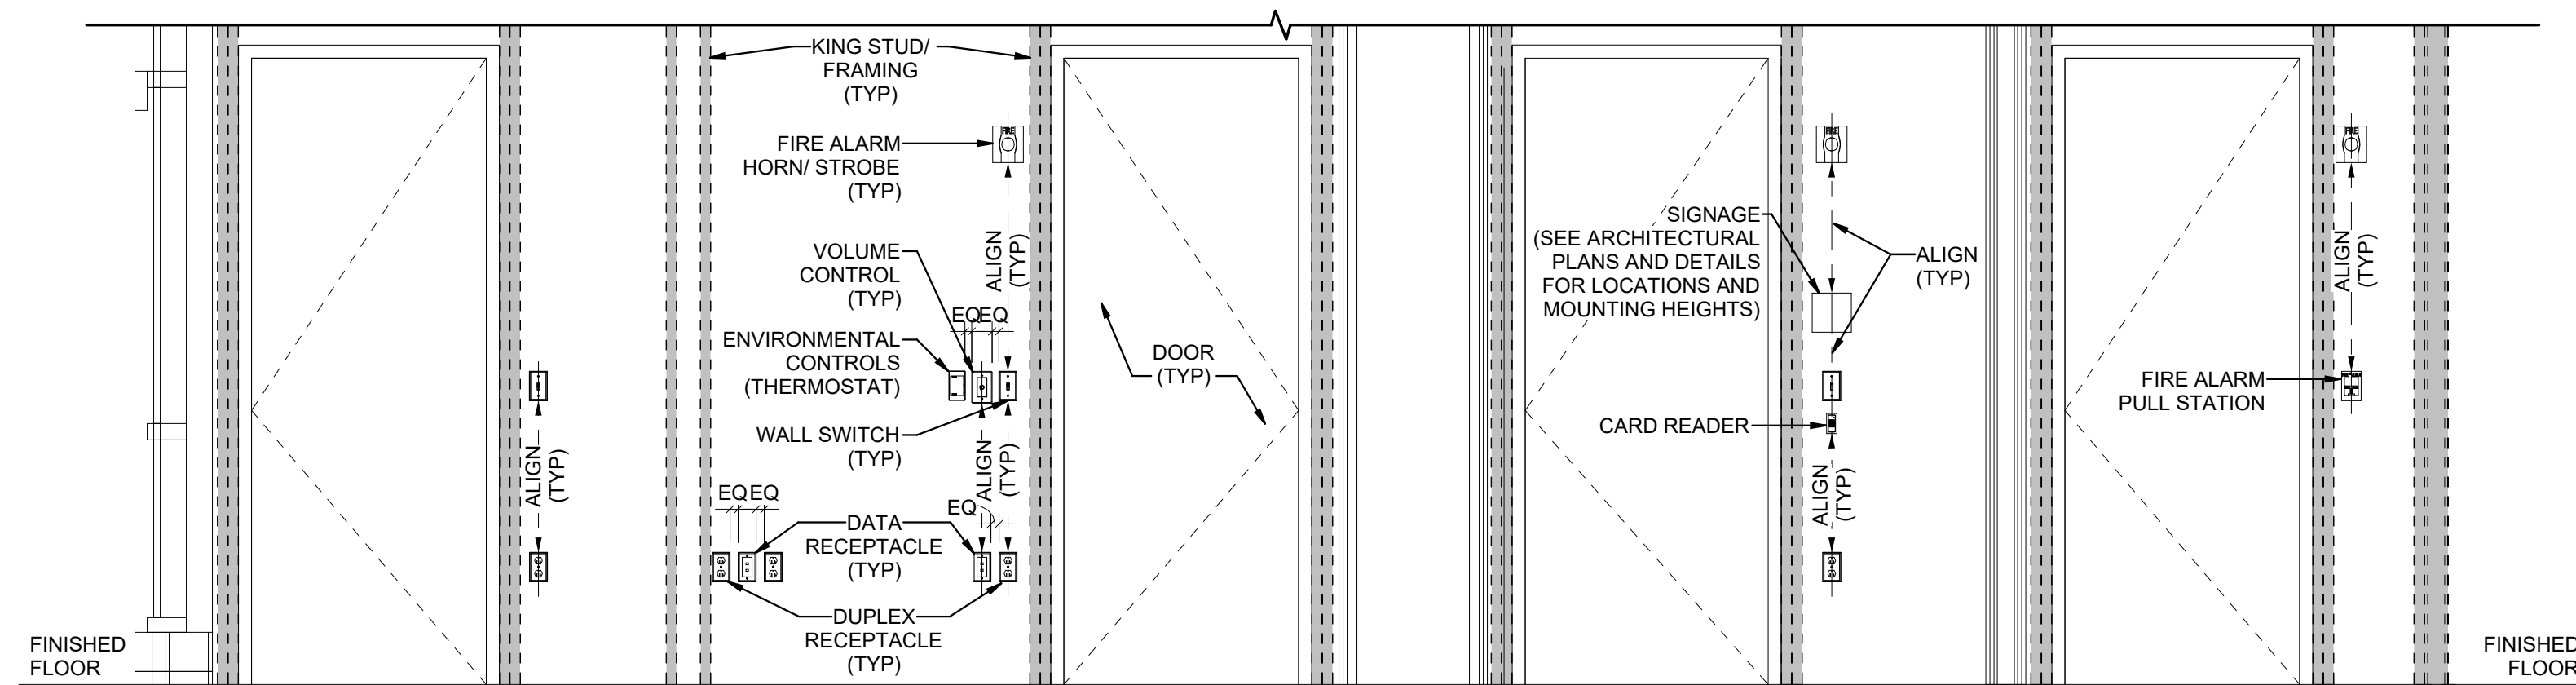 KING STUD/
FRAMING
(TYP)
FIRE ALARM
HORN/ STROBE
(TYP)
VOLUME
CONTROL
(TYP)
EQ EQ
ENVIRONMENTAL
CONTROLS
(THERMOSTAT)
WALL SWITCH
(TYP)
ALIGN
(TYP)
ALIGN
(TYP)
ALIGN
(TYP)
EQ EQ
EQ
DATA
RECEPTACLE
(TYP)
DUPLEX
RECEPTACLE
(TYP)
DOOR
(TYP)
FIRE
FIRE
FIRE
SIGNAGE
(SEE ARCHITECTURAL
PLANS AND DETAILS
FOR LOCATIONS AND
MOUNTING HEIGHTS)
ALIGN
(TYP)
CARD READER
ALIGN
(TYP)
ALIGN
(TYP)
FIRE ALARM
PULL STATION
FINISHED
FLOOR
FINISHED
FLOOR